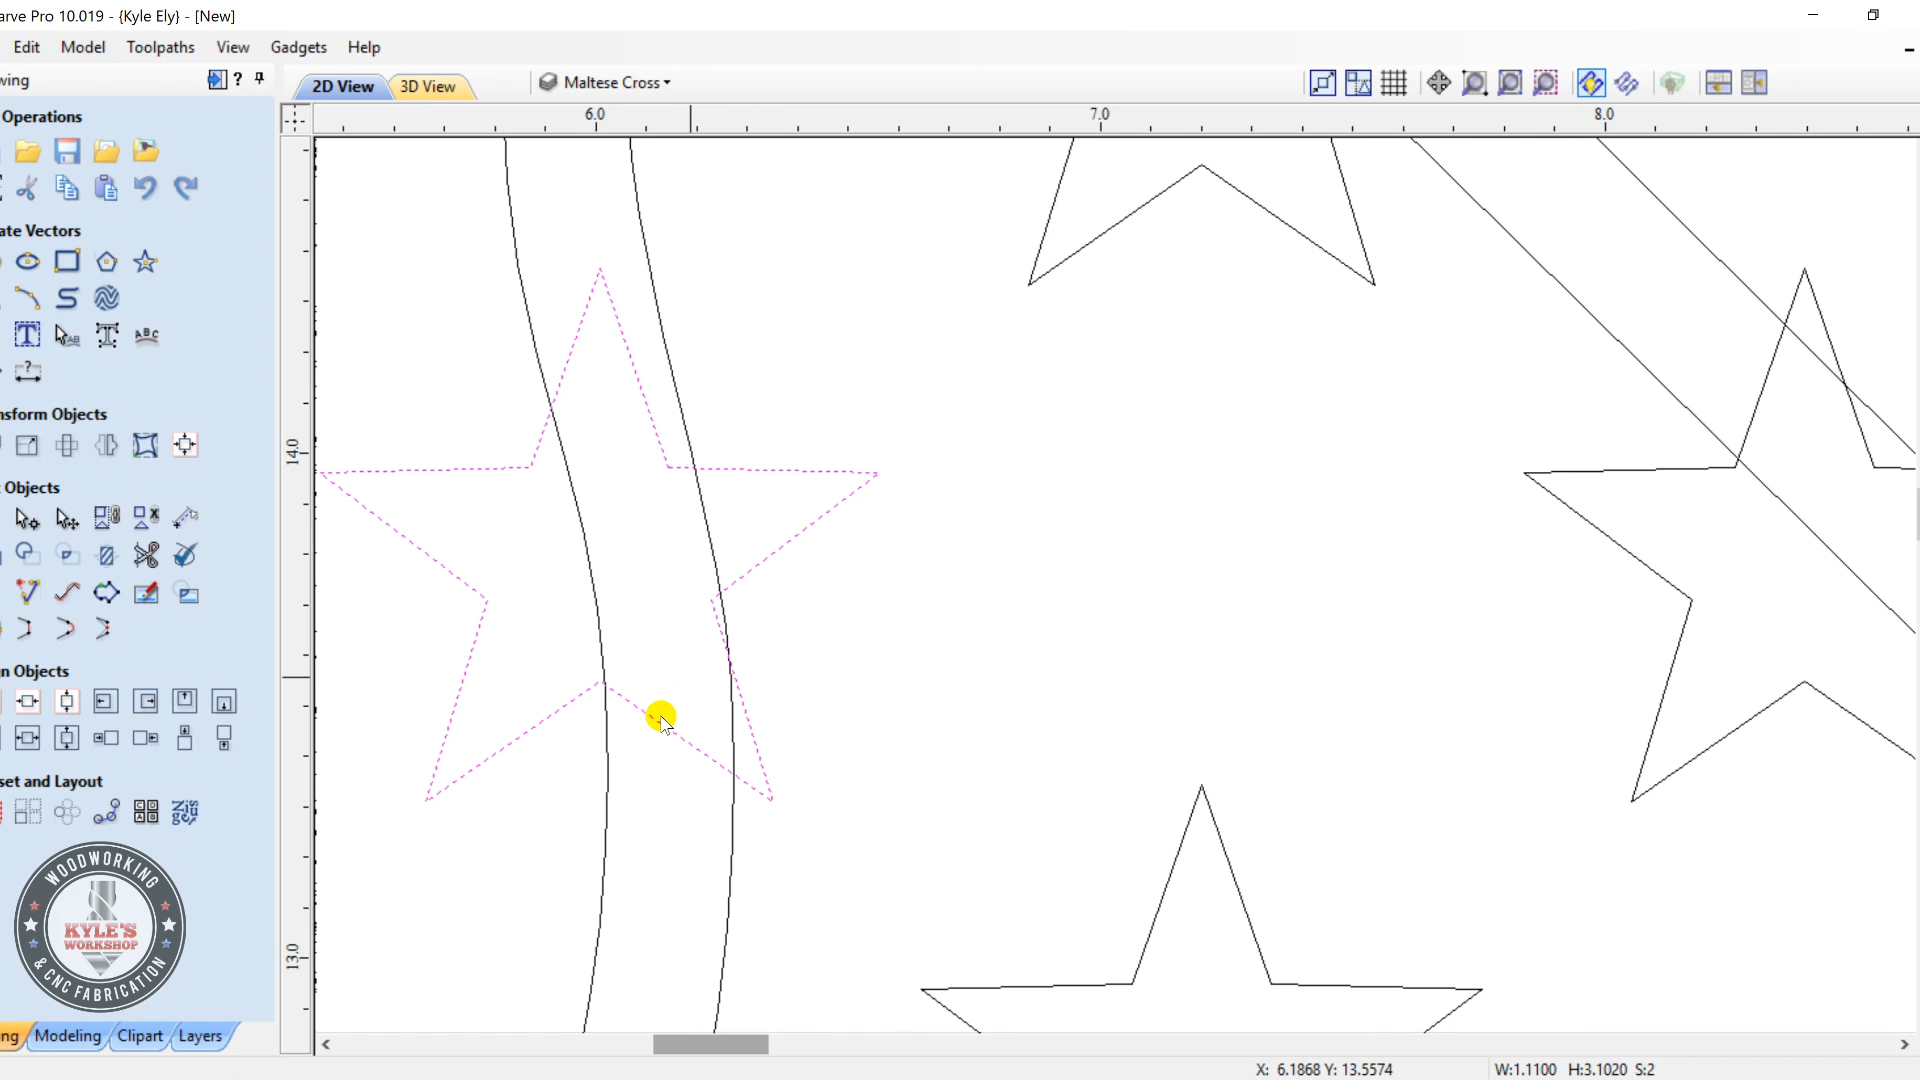 arve Pro 10.019 - {Kyle Ely} - [New]
Edit Model Toolpaths View Gadgets Help
wing
2D View 3D View Maltese Cross
Operations
6.0 7.0 8.0
ate Vectors
ABC
nsform Objects
14.0
: Objects
n Objects
set and Layout
WOODWORKING
KYLE'S
WORKSHOP
& CNC FABRICATION
13.0
ing Modeling Clipart Layers
X: 6.1868 Y: 13.5574 W:1.1100 H:3.1020 S:2